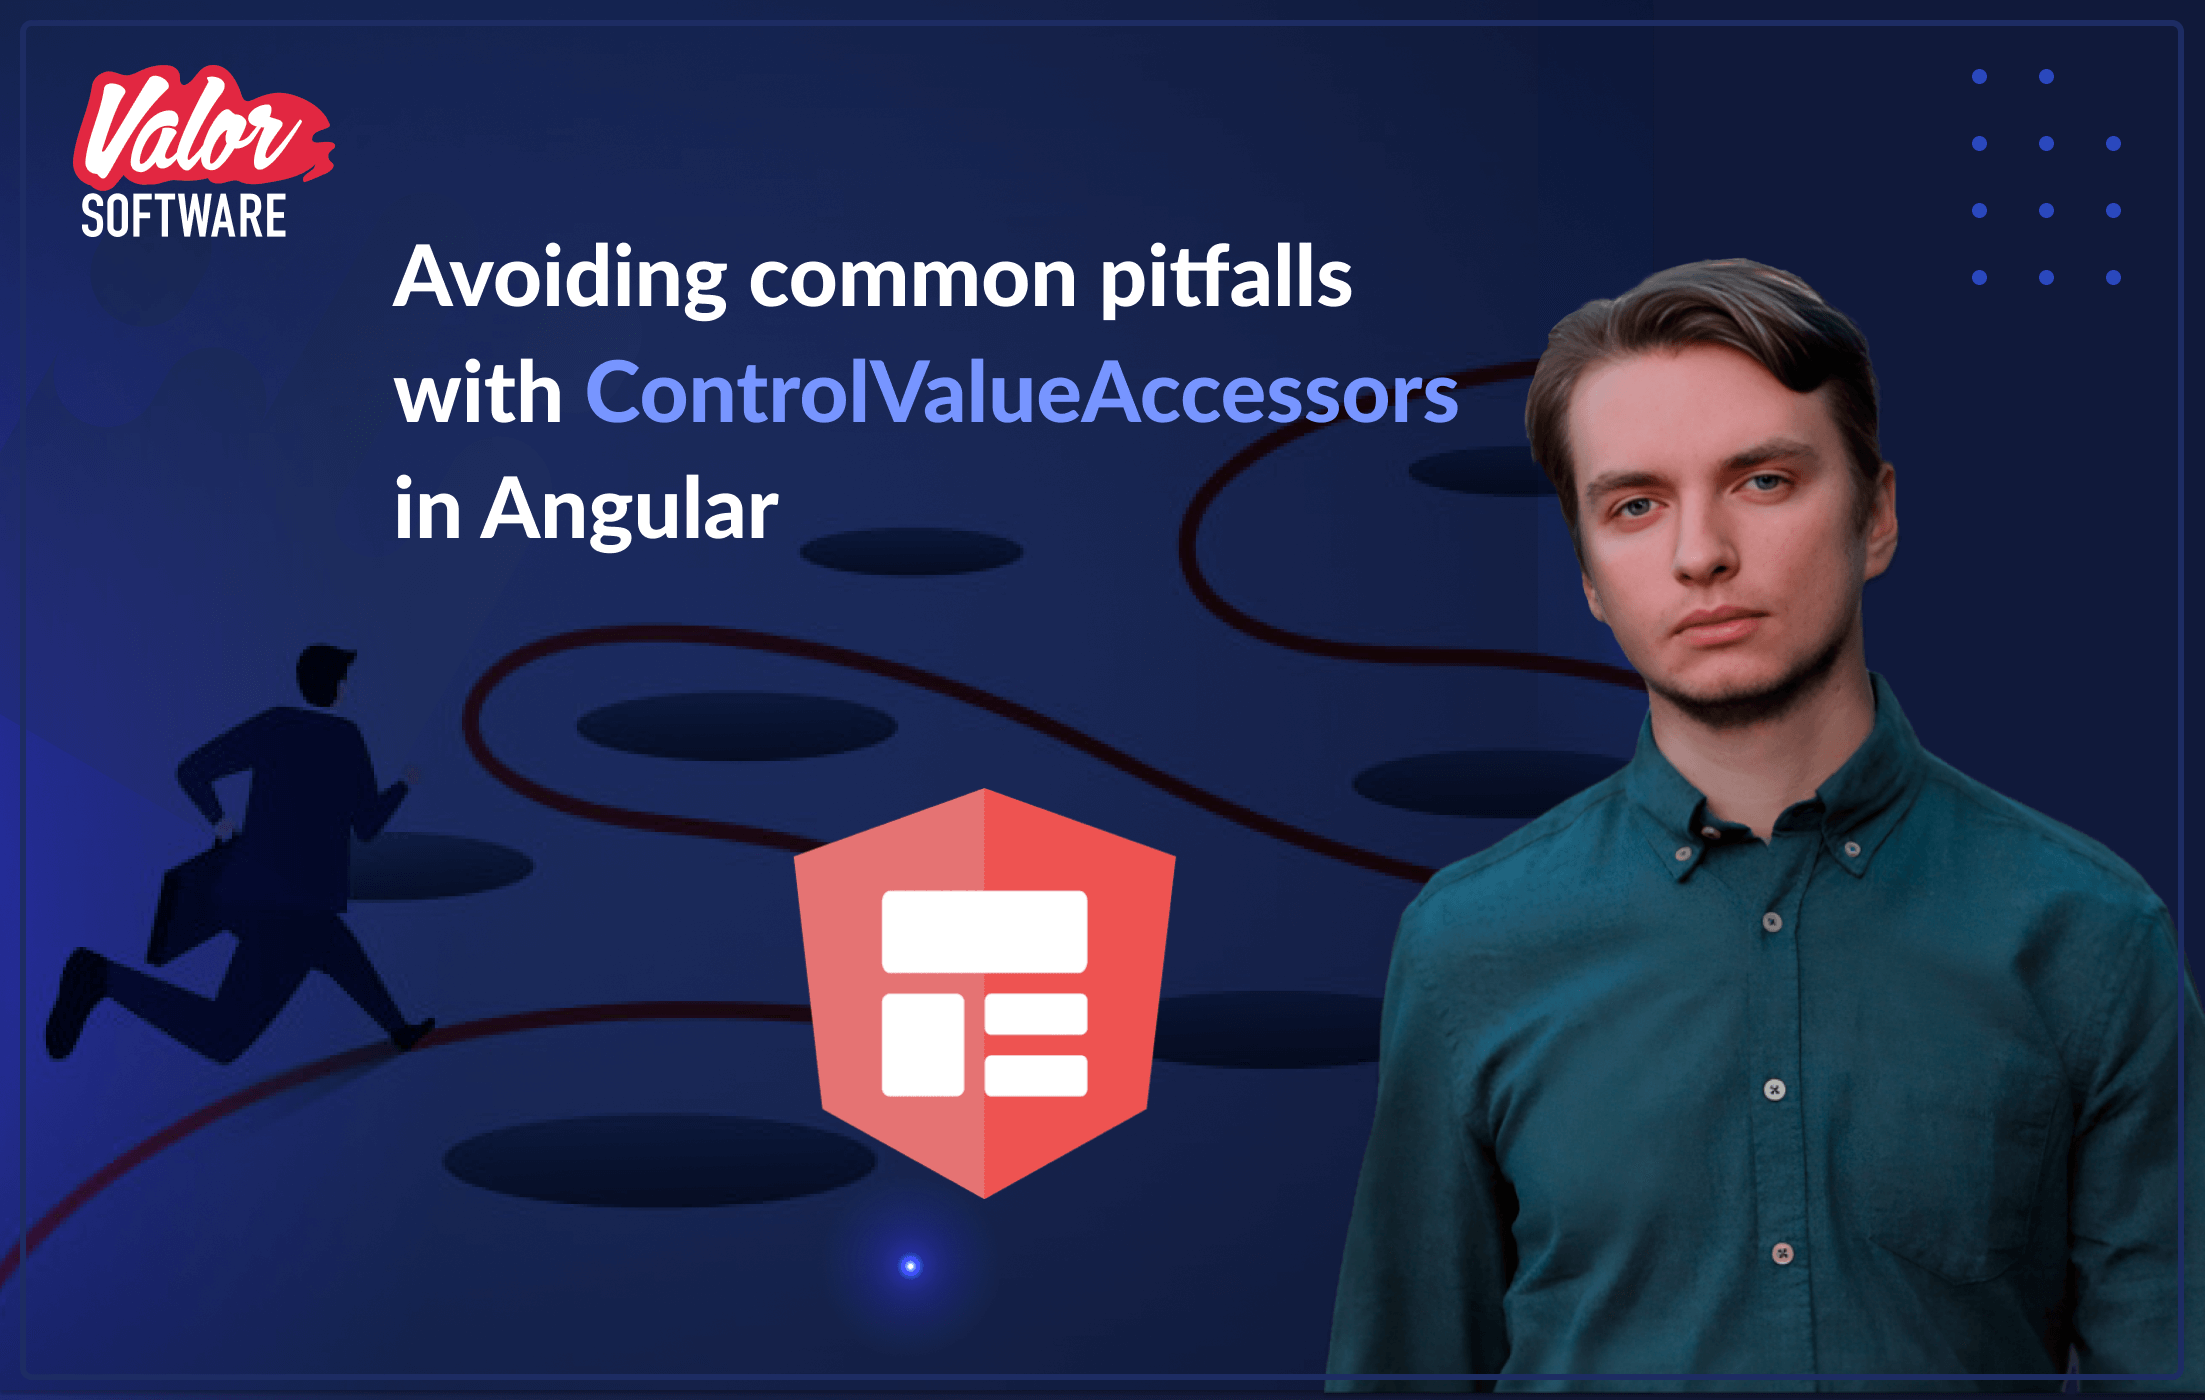 Valor
SOFTWARE
Avoiding common pitfalls
with ControlValueAccessors
in Angular